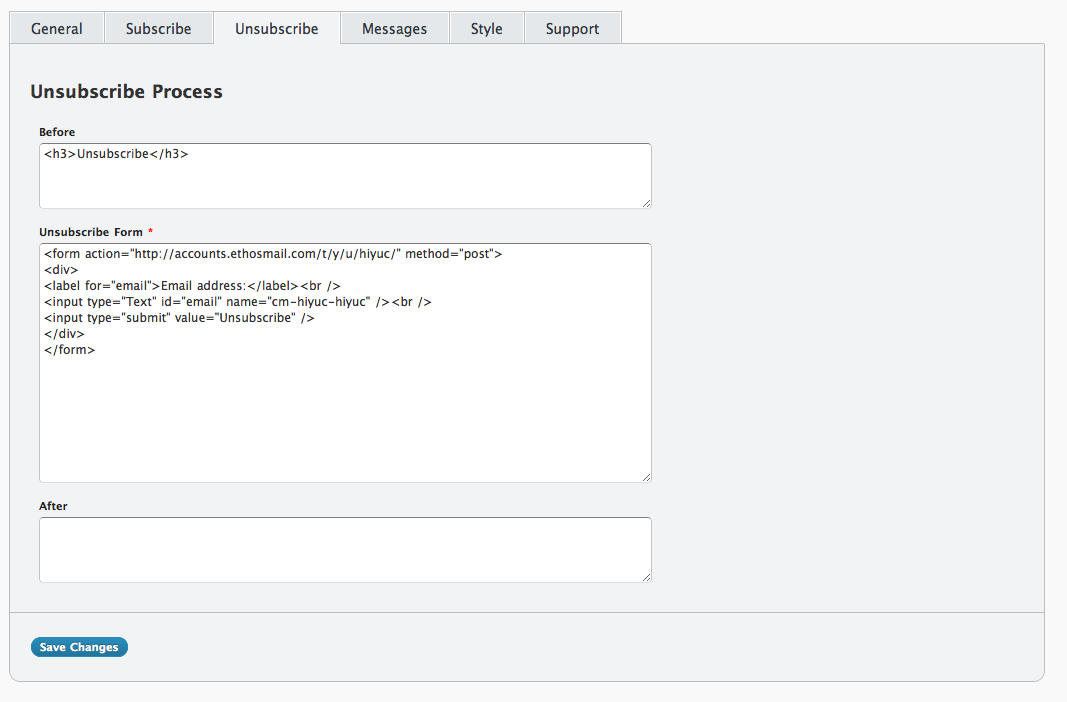 General Subscribe Unsubscribe Messages Style Support
Unsubscribe Process
Before
<h3>Unsubscribe</h3>
Unsubscribe Form *
<form action="http://accounts.ethosmail.com/t/y/u/hiyuc/" method="post">
<div>
<label for="email">Email address:</label><br />
<input type="Text" id="email" name="cm-hiyuc-hiyuc" /><br />
<input type="submit" value="Unsubscribe" />
</div>
</form>
After
Save Changes